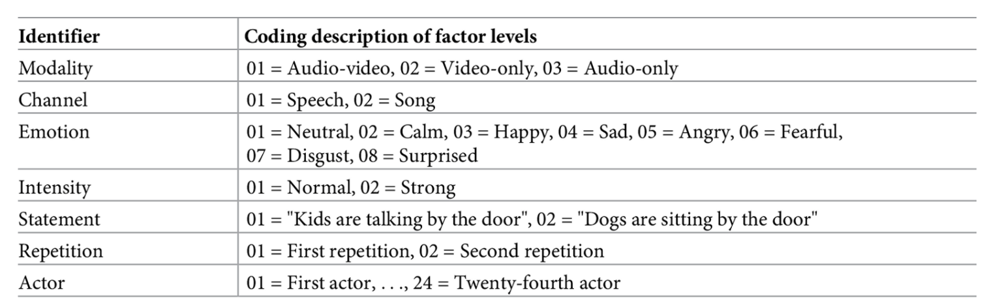 Identifier Coding description of factor levels
Modality 01 = Audio-video, 02 = Video-only, 03 = Audio-only
Channel 01 = Speech, 02 = Song
Emotion 01 = Neutral, 02 = Calm, 03 = Happy, 04 = Sad, 05 = Angry, 06 = Fearful,
07 = Disgust, 08 = Surprised
Intensity 01 = Normal, 02 = Strong
Statement 01 = "Kids are talking by the door", 02 = "Dogs are sitting by the door"
Repetition 01 = First repetition, 02 = Second repetition
Actor 01 = First actor, . . ., 24 = Twenty-fourth actor